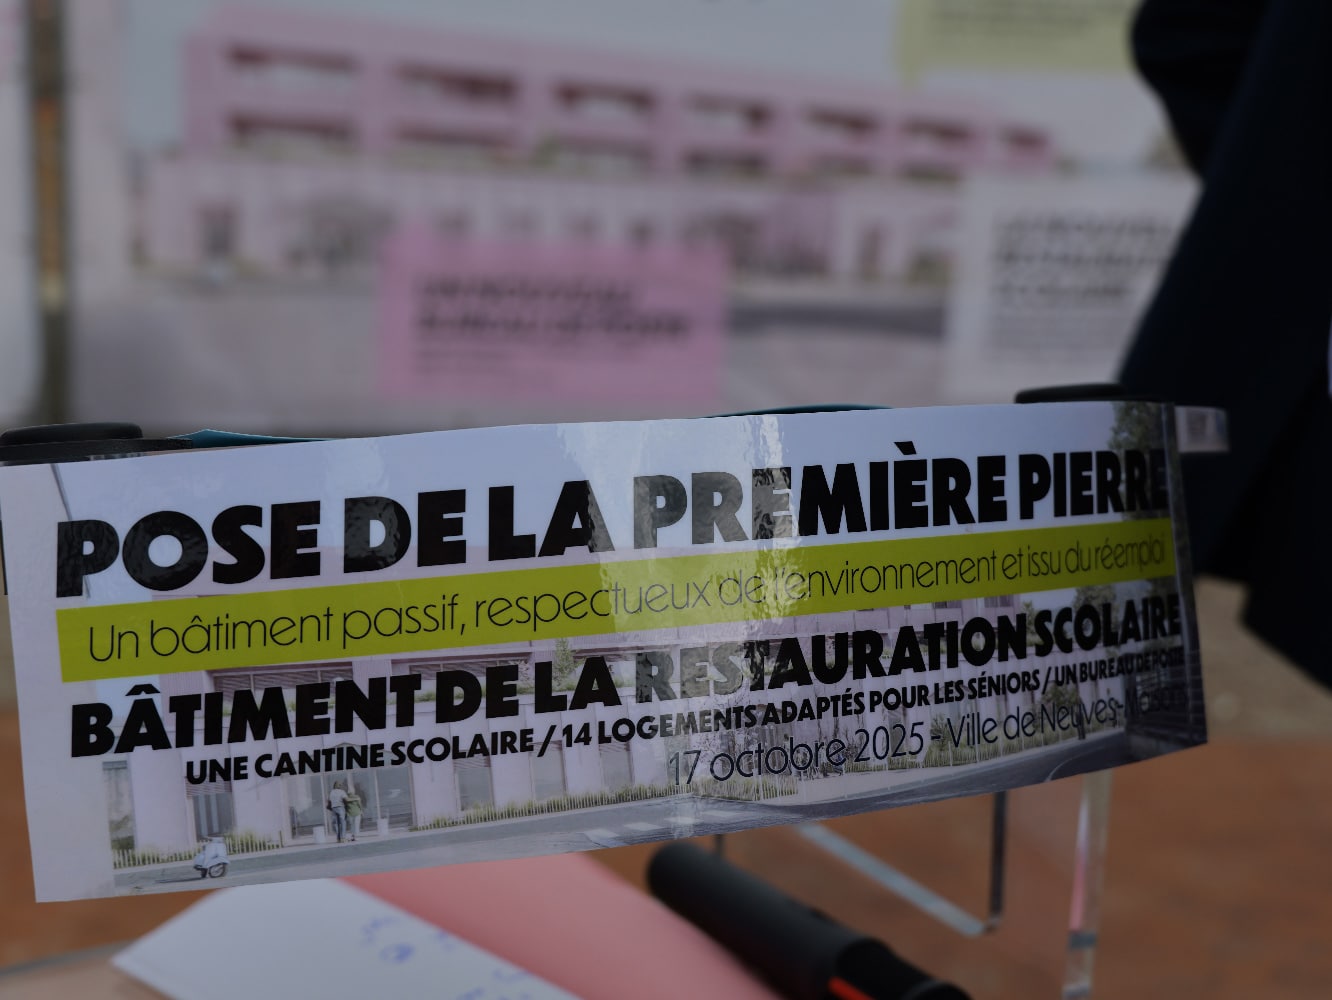 POSE DE LA PREMIÈRE PIERRE
Un bâtiment passif, respectueux de l'environnement et issu du réemploi
BÂTIMENT DE LA RESTAURATION SCOLAIRE
UNE CANTINE SCOLAIRE / 14 LOGEMENTS ADAPTÉS POUR LES SÉNIORS / UN BUREAU DE POSTE
17 octobre 2025 - Ville de Neuves-Maisons